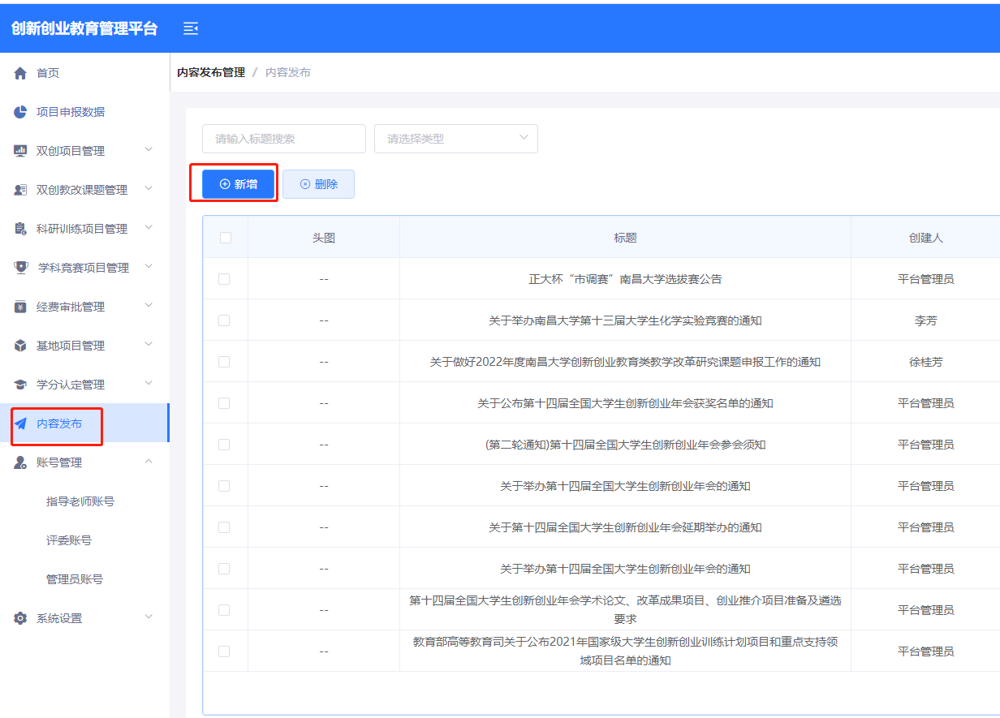 创新创业教育管理平台
首页
项目申报数据
双创项目管理
双创教改课题管理
科研训练项目管理
学科竞赛项目管理
经费审批管理
基地项目管理
学分认定管理
内容发布
账号管理
指导老师账号
评委账号
管理员账号
系统设置
内容发布管理 / 内容发布
请输入标题搜索 请选择类型
新增 删除
头图 标题 创建人
-- 正大杯“市调赛”南昌大学选拔赛公告 平台管理员
-- 关于举办南昌大学第十三届大学生化学实验竞赛的通知 李芳
-- 关于做好2022年度南昌大学创新创业教育类教学改革研究课题申报工作的通知 徐桂芳
-- 关于公布第十四届全国大学生创新创业年会获奖名单的通知 平台管理员
-- (第二轮通知)第十四届全国大学生创新创业年会参会须知 平台管理员
-- 关于举办第十四届全国大学生创新创业年会的通知 平台管理员
-- 关于第十四届全国大学生创新创业年会延期举办的通知 平台管理员
-- 关于举办第十四届全国大学生创新创业年会的通知 平台管理员
-- 第十四届全国大学生创新创业年会学术论文、改革成果项目、创业推介项目准备及遴选 平台管理员
要求
-- 教育部高等教育司关于公布2021年国家级大学生创新创业训练计划项目和重点支持领 平台管理员
域项目名单的通知